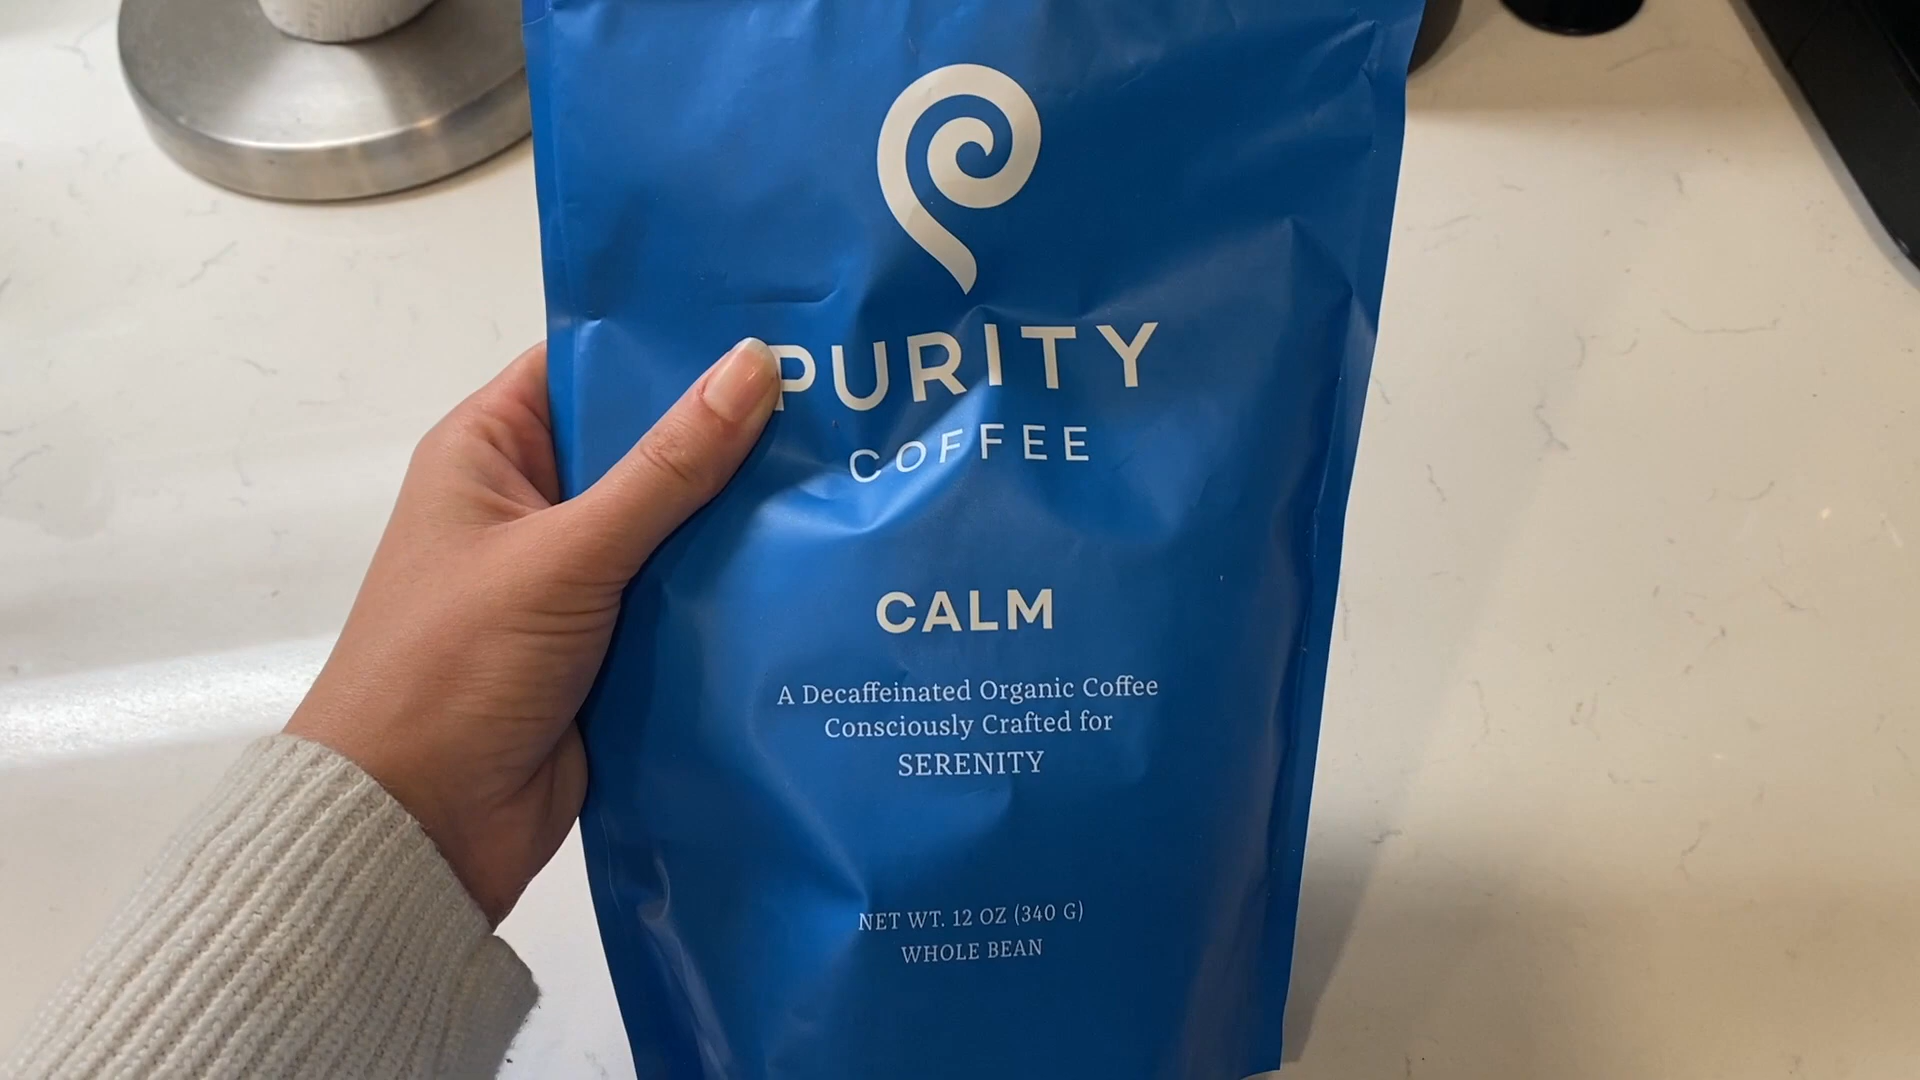 PURITY
COFFEE
CALM
A Decaffeinated Organic Coffee
Consciously Crafted for
SERENITY
NET WT. 12 OZ (340 G)
WHOLE BEAN